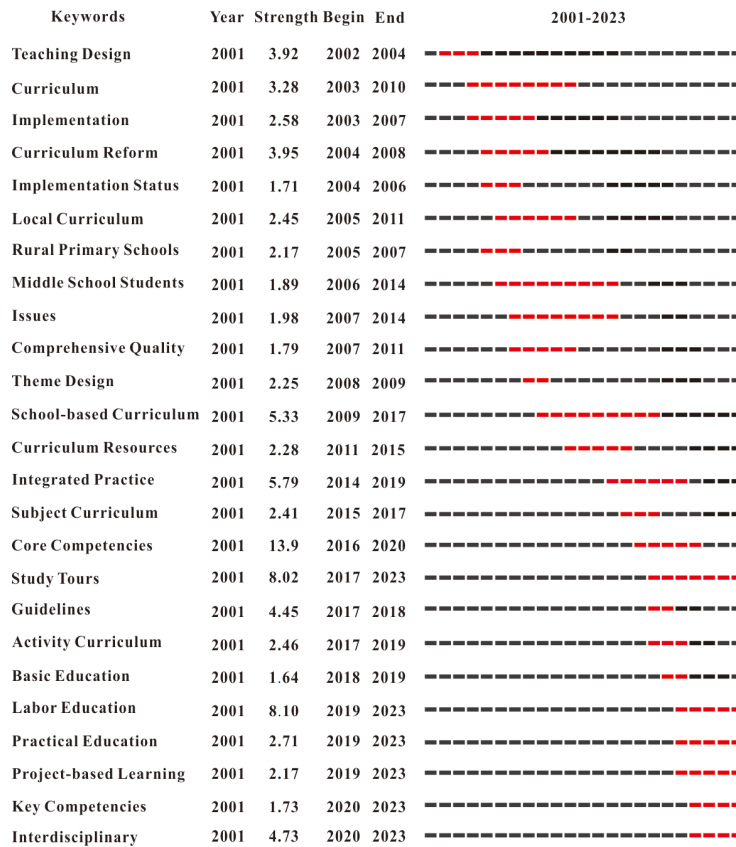 Keywords Year Strength Begin End 2001-2023
Teaching Design 2001 3.92 2002 2004
Curriculum 2001 3.28 2003 2010
Implementation 2001 2.58 2003 2007
Curriculum Reform 2001 3.95 2004 2008
Implementation Status 2001 1.71 2004 2006
Local Curriculum 2001 2.45 2005 2011
Rural Primary Schools 2001 2.17 2005 2007
Middle School Students 2001 1.89 2006 2014
Issues 2001 1.98 2007 2014
Comprehensive Quality 2001 1.79 2007 2011
Theme Design 2001 2.25 2008 2009
School-based Curriculum 2001 5.33 2009 2017
Curriculum Resources 2001 2.28 2011 2015
Integrated Practice 2001 5.79 2014 2019
Subject Curriculum 2001 2.41 2015 2017
Core Competencies 2001 13.9 2016 2020
Study Tours 2001 8.02 2017 2023
Guidelines 2001 4.45 2017 2018
Activity Curriculum 2001 2.46 2017 2019
Basic Education 2001 1.64 2018 2019
Labor Education 2001 8.10 2019 2023
Practical Education 2001 2.71 2019 2023
Project-based Learning 2001 2.17 2019 2023
Key Competencies 2001 1.73 2020 2023
Interdisciplinary 2001 4.73 2020 2023